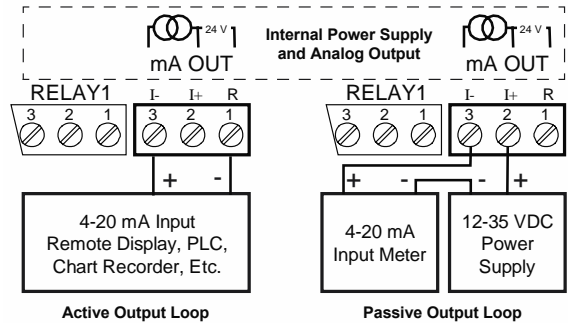 24 V
Internal Power Supply
and Analog Output
24 V
mA OUT
mA OUT
RELAY1
I- I+ R
RELAY1
I- I+ R
3 2 1
3 2 1
3 2 1
3 2 1
+ -
+ - - +
4-20 mA Input
Remote Display, PLC,
Chart Recorder, Etc.
4-20 mA
Input Meter
12-35 VDC
Power
Supply
Active Output Loop
Passive Output Loop